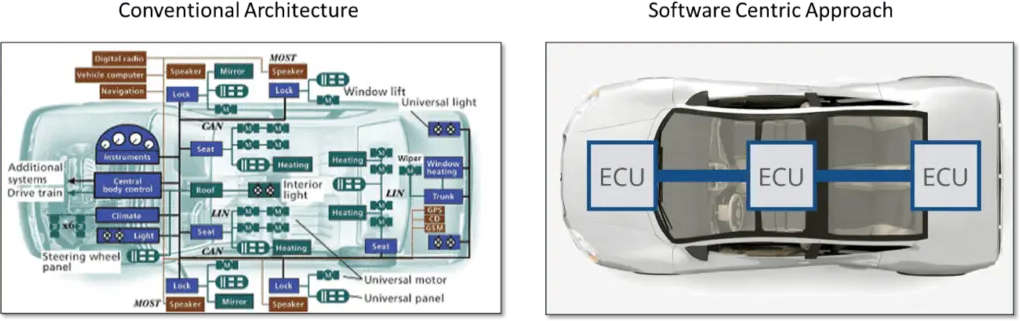 Conventional Architecture
Software Centric Approach
Digital radio
Vehicle computer
Navigation
Speaker
Mirror
MOST
Speaker
Lock
Lock
Window lift
Universal light
CAN
Seat
Heating
Heating
Wiper
Window
heating
Instruments
Additional
systems
Drive train
Central
body control
Roof
Interior
light
LIN
Trunk
Climate
LIN
Heating
GPS
CD
GSM
x6
Light
Seat
CAN
Heating
Seat
Steering wheel
panel
Lock
Lock
Universal motor
Universal panel
MOST
Speaker
Mirror
Speaker
ECU
ECU
ECU